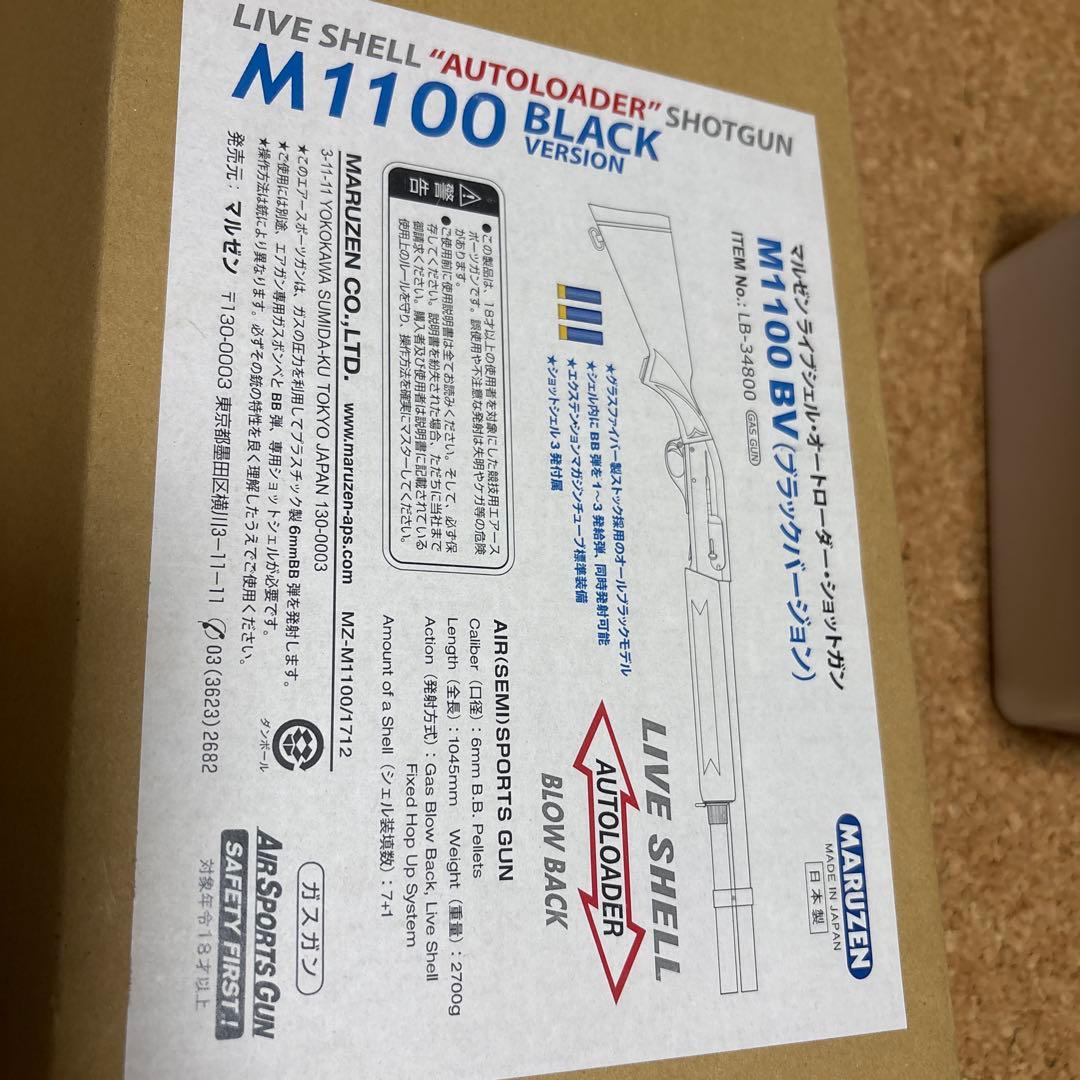 LIVE SHELL "AUTOLOADER" SHOTGUN
M1100 BLACK VERSION
マルゼン ライブシェル・オートローダー・ショットガン
M1100 BV(ブラックバージョン)
ITEM No.: LB-34800 GAS GUN
MARUZEN
MADE IN JAPAN
日本製
★グラスファイバー製ストック採用のオールブラックモデル
★シェル内にBB弾を1～3発給弾、同時発射可能
★エクステンションマガジンチューブ標準装備
★ショットシェル3発付属
LIVE SHELL
AUTOLOADER
BLOW BACK
警告
●この製品は、18才以上の使用者を対象にした競技用エアー
スポーツガンです。誤使用や不注意な発射は失明やケガ等の危険
があります。
●ご使用前に使用説明書は全てお読みください。そして、必ず保
存してください。説明書を紛失された場合、ただちに当社まで
御請求ください。購入者及び使用者は説明書に記載されている
使用上のルールを守り、操作方法を確実にマスターしてください。
AIR(SEMI)SPORTS GUN
Caliber (口径) : 6mm B.B. Pellets
Length (全長) : 1045mm Weight (重量) : 2700g
Action (発射方式) : Gas Blow Back, Live Shell
Fixed Hop Up System
Amount of a Shell (シェル装填数) : 7+1
MARUZEN CO.,LTD. www.maruzen-aps.com MZ-M1100/1712
3-11-11 YOKOKAWA SUMIDA-KU TOKYO JAPAN 130-0003
★このエアースポーツガンは、ガスの圧力を利用してプラスチック製6mmBB弾を発射します。
★ご使用には別途、エアガン専用ガスボンベとBB弾、専用ショットシェルが必要です。
★操作方法は銃により異なります。必ずその銃の特性を良く理解したうえでご使用ください。
発売元：マルゼン 〒130-0003 東京都墨田区横川3-11-11 ✆03(3623)2682
ダンボール
ガスガン
AIR SPORTS GUN
SAFETY FIRST!
対象年令18才以上